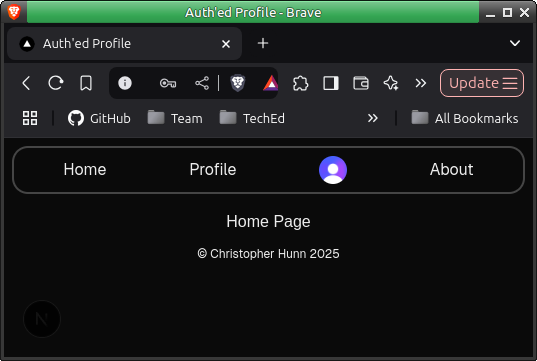 Auth'ed Profile - Brave
Auth'ed Profile
Update
GitHub Team TechEd All Bookmarks
Home Profile About
Home Page
© Christopher Hunn 2025
N